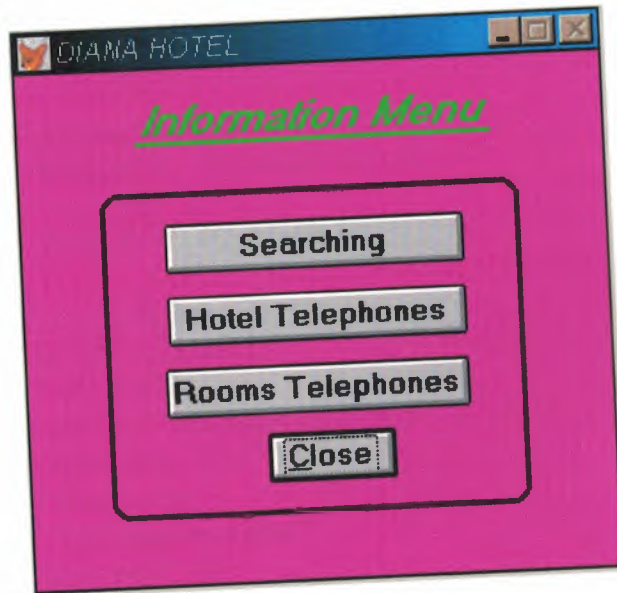 DIANA HOTEL
Information Menu
Searching
Hotel Telephones
Rooms Telephones
Close